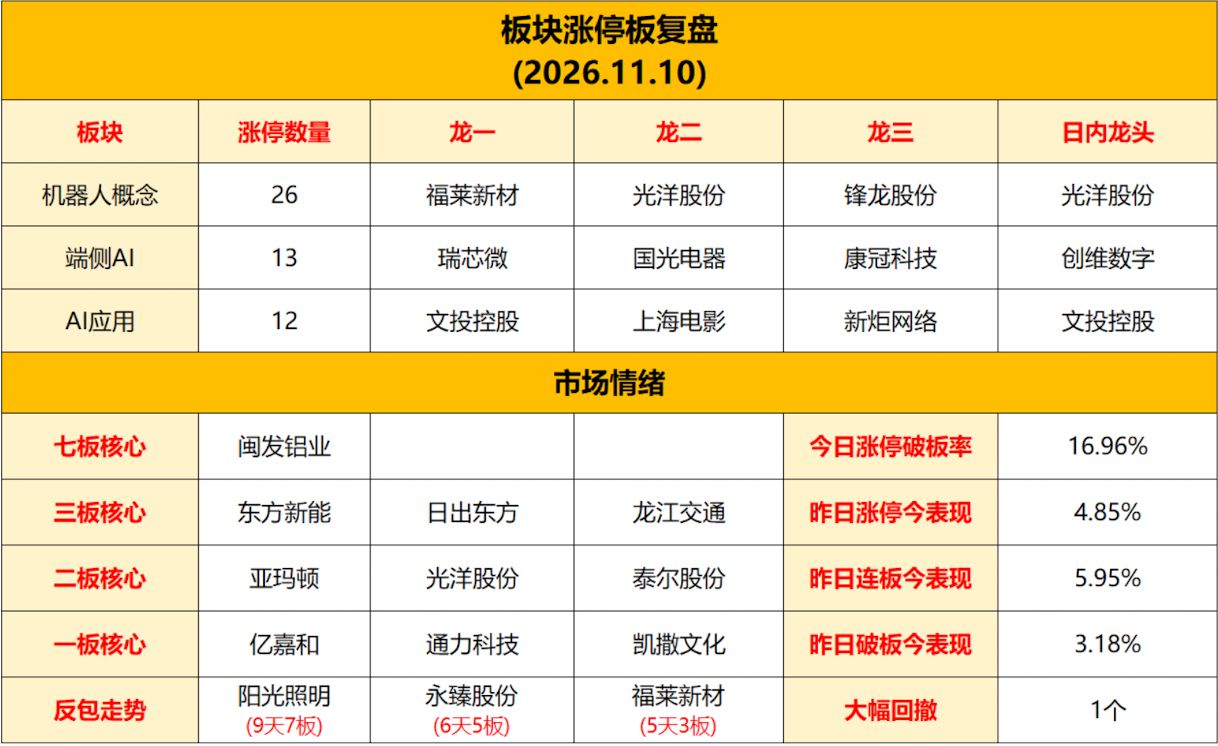 板块涨停板复盘
(2026.11.10)
板块 涨停数量 龙一 龙二 龙三 日内龙头
机器人概念 26 福莱新材 光洋股份 锋龙股份 光洋股份
端侧AI 13 瑞芯微 国光电器 康冠科技 创维数字
AI应用 12 文投控股 上海电影 新炬网络 文投控股
市场情绪
七板核心 闽发铝业 今日涨停破板率 16.96%
三板核心 东方新能 日出东方 龙江交通 昨日涨停今表现 4.85%
二板核心 亚玛顿 光洋股份 泰尔股份 昨日连板今表现 5.95%
一板核心 亿嘉和 通力科技 凯撒文化 昨日破板今表现 3.18%
反包走势 阳光照明 永臻股份 福莱新材 大幅回撤 1个
(9天7板) (6天5板) (5天3板)